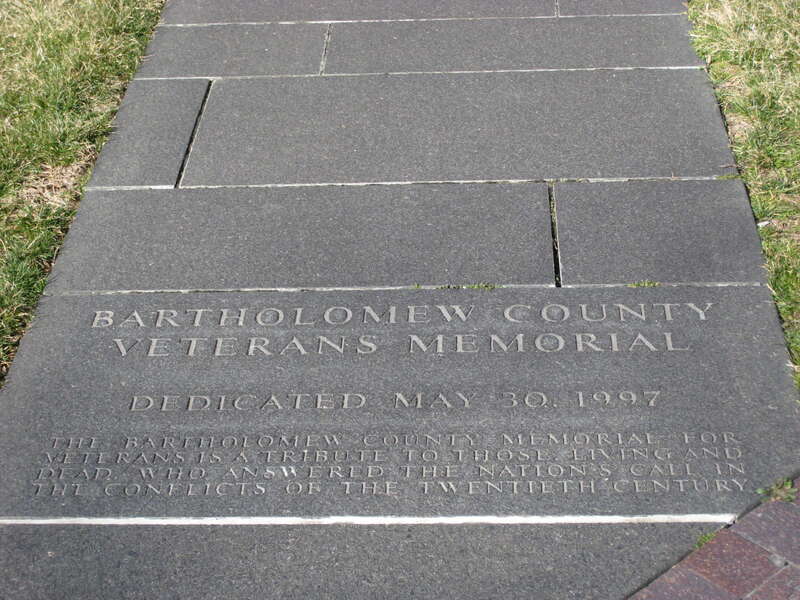 BARTHOLOMEW COUNTY
VETERANS MEMORIAL
DEDICATED MAY 30, 1997
THE BARTHOLOMEW COUNTY MEMORIAL FOR
VETERANS IS A TRIBUTE TO THOSE, LIVING AND
DEAD, WHO ANSWERED THE NATION'S CALL IN
THE CONFLICTS OF THE TWENTIETH CENTURY